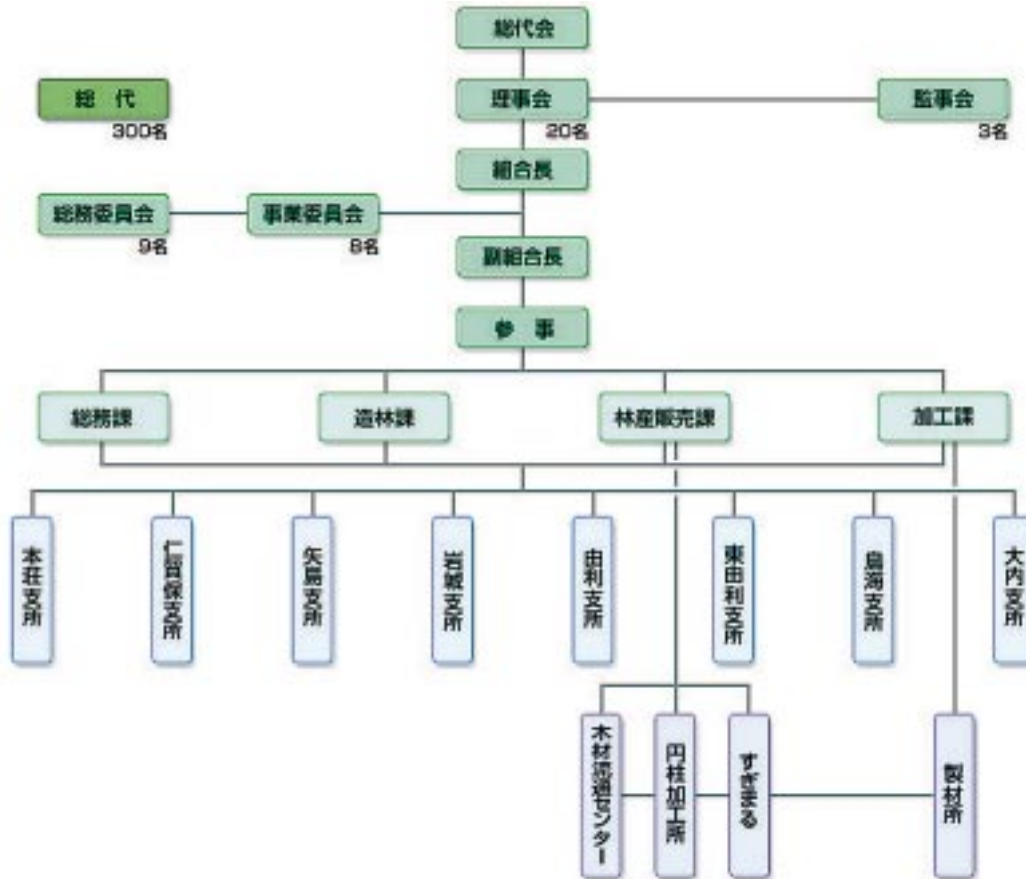 総代会
総 代
300名
理事会
20名
監事会
3名
組合長
総務委員会
9名
事業委員会
8名
副組合長
参 事
総務課
造林課
林産販売課
加工課
本荘支所
仁賀保支所
矢島支所
岩城支所
由利支所
東由利支所
鳥海支所
大内支所
木材流通センター
円柱加工所
すぎまる
製材所